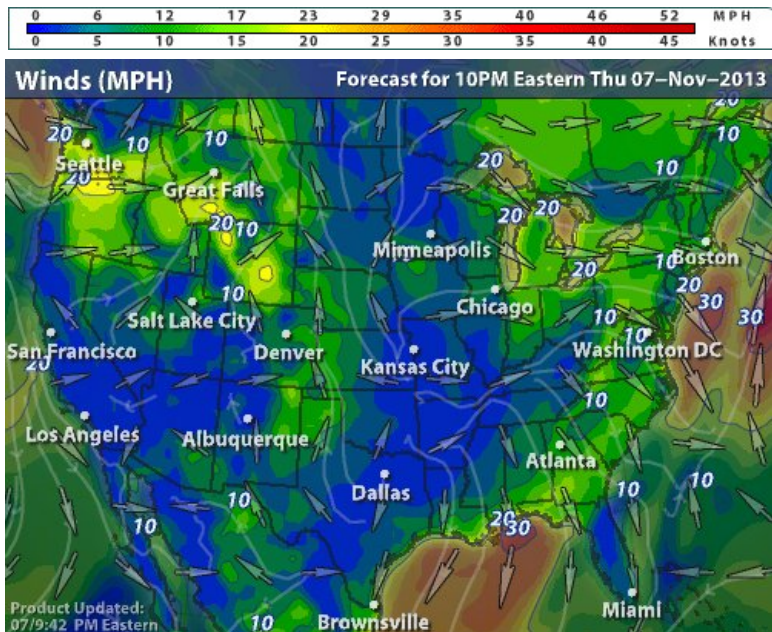 0 6 12 17 23 29 35 40 46 52 MPH
0 5 10 15 20 25 30 35 40 45 Knots
Winds (MPH) Forecast for 10PM Eastern Thu 07-Nov-2013
20
20 10 10 10
Seattle
20 10
20
Great Falls
20 10
20 20
Minneapolis
Boston
10
20
10
20
30
Salt Lake City
Chicago
10
30
San Francisco
Denver
10
Washington DC
Kansas City
20
10
Los Angeles
Albuquerque
Atlanta
Dallas
10
10
10
10
20
30
Product Updated:
07/9:42 PM Eastern
10
Brownsville
Miami